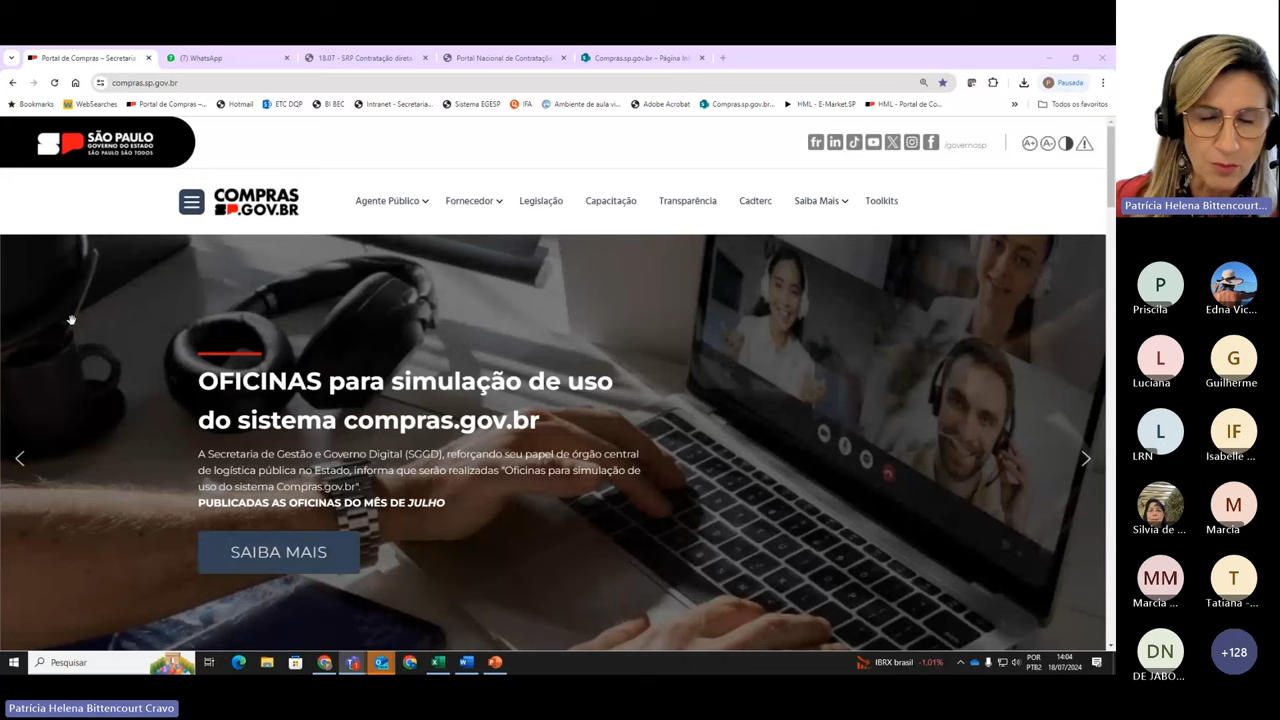 Portal de Compras – Secretaria
(7) WhatsApp
18.07 - SRP Contratação direta
Portal Nacional de Contrataçõ
Compras.sp.gov.br – Página Ini
compras.sp.gov.br
Pausada
Bookmarks
WebSearches
Portal de Compras –...
Hotmail
ETC DQP
BI BEC
Intranet - Secretaria...
Sistema EGESP
IFA
Ambiente de aula vi...
Adobe Acrobat
Compras.sp.gov.br...
HML - E-Market.SP
HML - Portal de Co...
Todos os favoritos
SÃO PAULO
GOVERNO DO ESTADO
SÃO PAULO SÃO TODOS
/governosp
A+
A-
COMPRAS
SP.GOV.BR
Agente Público
Fornecedor
Legislação
Capacitação
Transparência
Cadterc
Saiba Mais
Toolkits
OFICINAS para simulação de uso
do sistema compras.gov.br
A Secretaria de Gestão e Governo Digital (SGGD), reforçando seu papel de órgão central
de logística pública no Estado, informa que serão realizadas “Oficinas para simulação de
uso do sistema Compras.gov.br”.
PUBLICADAS AS OFICINAS DO MÊS DE JULHO
SAIBA MAIS
Pesquisar
IBRX brasil -1,01%
POR
PTB2
14:04
18/07/2024
Patrícia Helena Bittencourt Cravo
Patrícia Helena Bittencourt...
P
Priscila
Edna Vic...
L
Luciana
G
Guilherme
L
LRN
IF
Isabelle ...
Silvia de ...
M
Marcia
MM
Marcia ...
T
Tatiana -...
DN
DE JABO...
+128